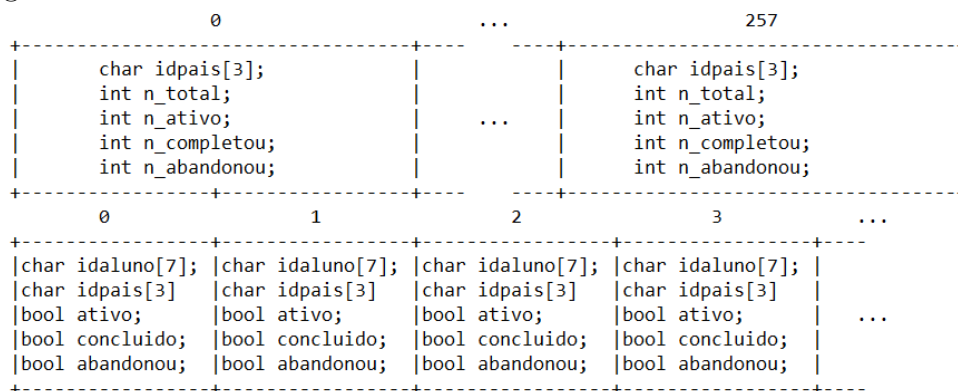 0 ... 257
+-----------------------------------+---- ----+-----------------------------------
| char idpais[3]; | | char idpais[3];
| int n_total; | | int n_total;
| int n_ativo; | ... | int n_ativo;
| int n_completou; | | int n_completou;
| int n_abandonou; | | int n_abandonou;
+-----------------+-----------------+---- ----+-----------------------------------
0 1 2 3 ...
+-----------------+-----------------+-----------------+-----------------+----
|char idaluno[7]; |char idaluno[7]; |char idaluno[7]; |char idaluno[7]; |
|char idpais[3] |char idpais[3] |char idpais[3] |char idpais[3] |
|bool ativo; |bool ativo; |bool ativo; |bool ativo; | ...
|bool concluido; |bool concluido; |bool concluido; |bool concluido; |
|bool abandonou; |bool abandonou; |bool abandonou; |bool abandonou; |
+-----------------+-----------------+-----------------+-----------------+----